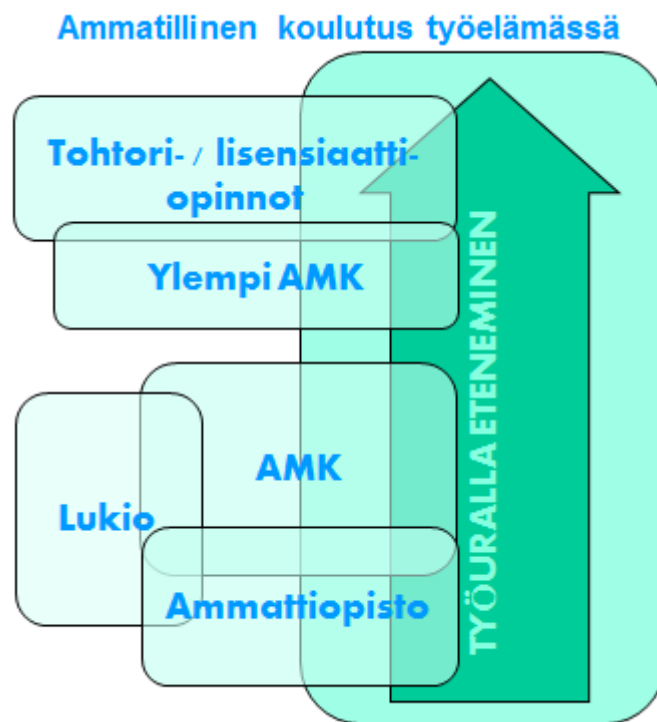 Ammatillinen koulutus työelämässä
Tohtori- / lisensiaatti-
opinnot
Ylempi AMK
AMK
Lukio
Ammattiopisto
TYÖURALLA ETENEMINEN